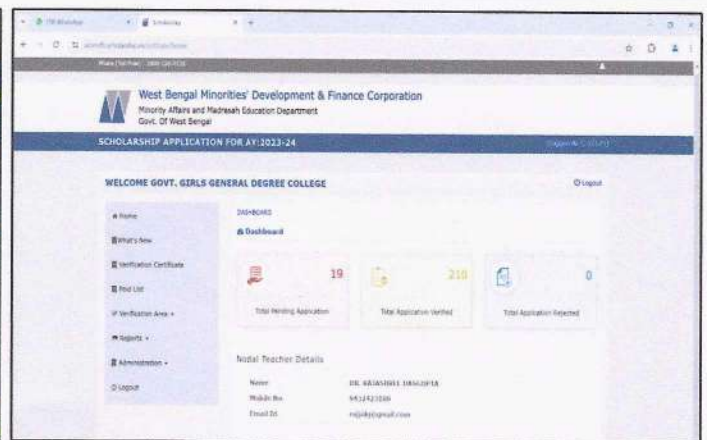 Scholarship
West Bengal Minorities' Development & Finance Corporation
Minority Affairs and Madrasah Education Department
Govt. Of West Bengal
SCHOLARSHIP APPLICATION FOR AY:2023-24
WELCOME GOVT. GIRLS GENERAL DEGREE COLLEGE
Logout
Home
What's New
Verification Certificate
Paid List
Verification Area
Reports
Administration
Logout
DASHBOARD
Dashboard
19
Total Pending Application
210
Total Application Verified
0
Total Application Rejected
Nodal Teacher Details
Name
Mobile No.
Email Id